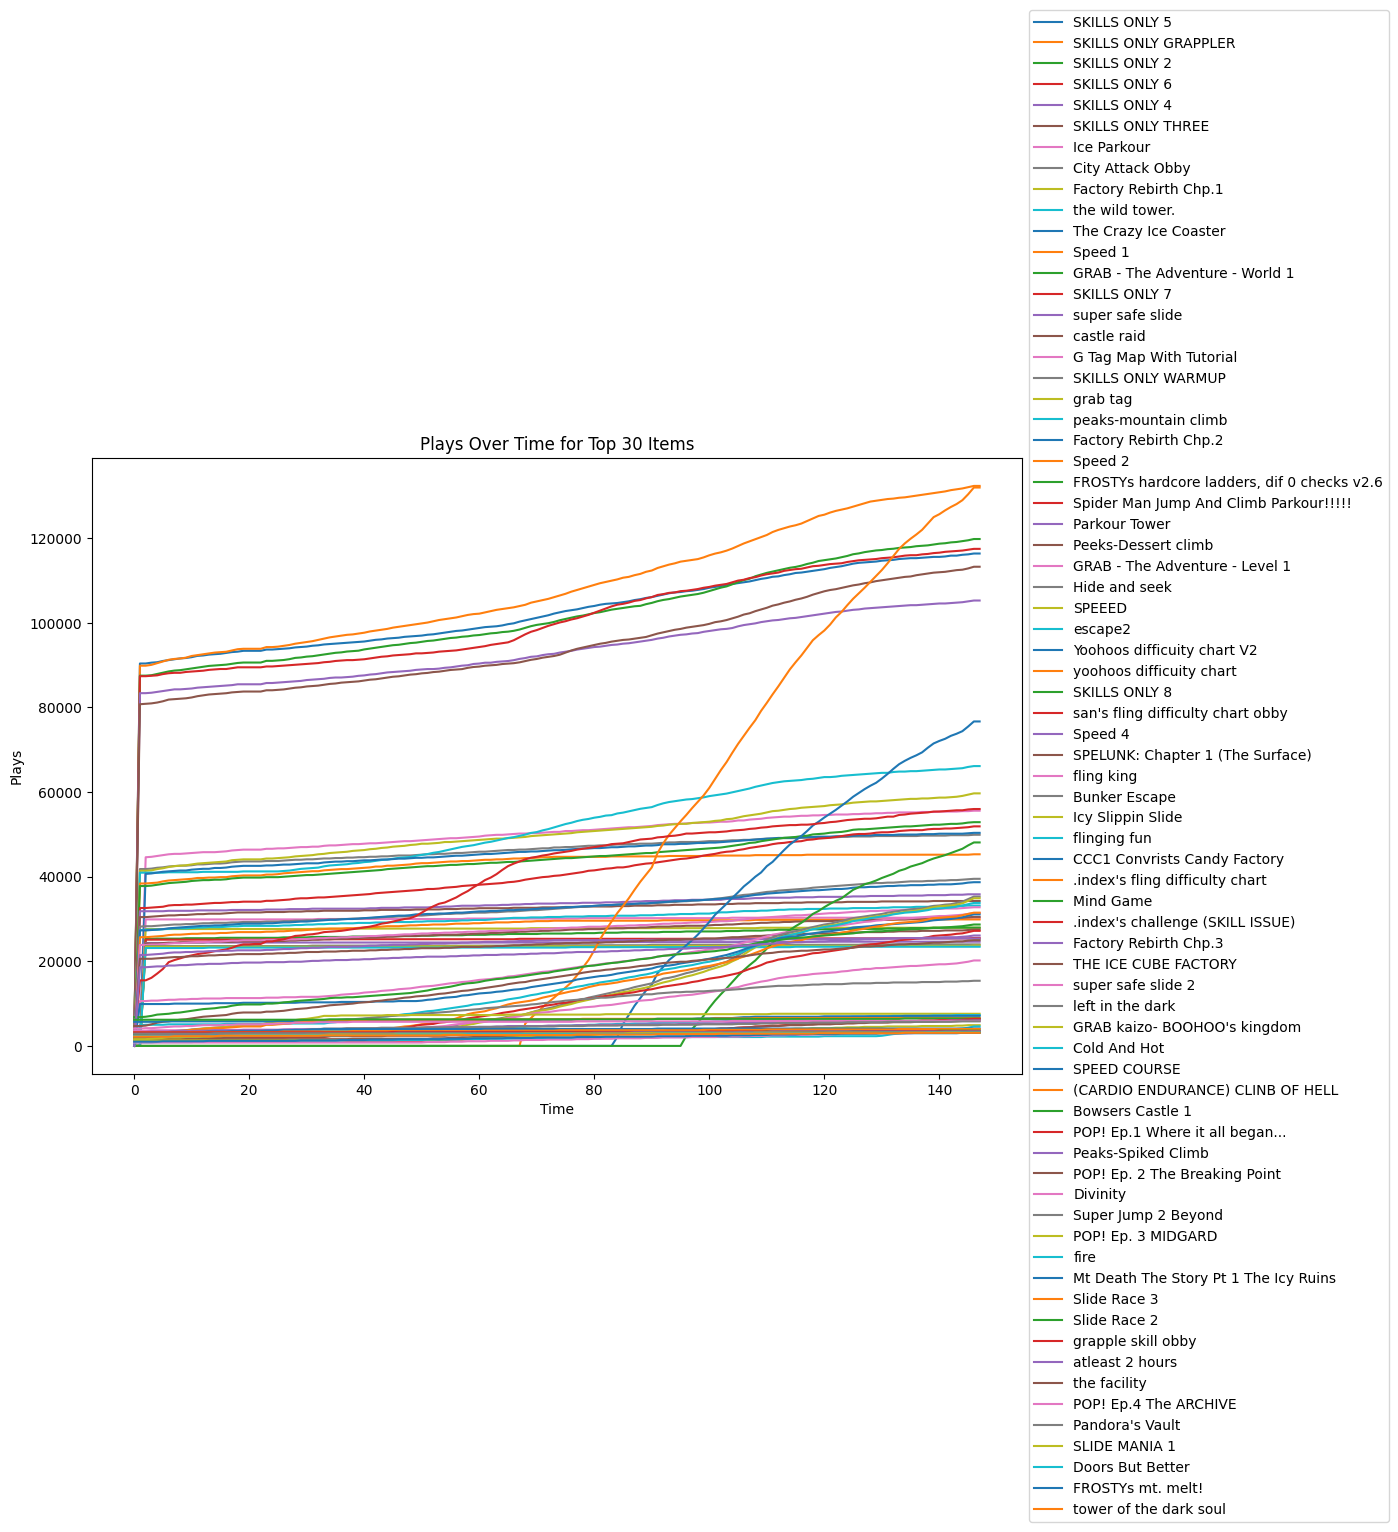 Plays Over Time for Top 30 Items
Plays
120000
100000
80000
60000
40000
20000
0
0 20 40 60 80 100 120 140
Time
SKILLS ONLY 5
SKILLS ONLY GRAPPLER
SKILLS ONLY 2
SKILLS ONLY 6
SKILLS ONLY 4
SKILLS ONLY THREE
Ice Parkour
City Attack Obby
Factory Rebirth Chp.1
the wild tower.
The Crazy Ice Coaster
Speed 1
GRAB - The Adventure - World 1
SKILLS ONLY 7
super safe slide
castle raid
G Tag Map With Tutorial
SKILLS ONLY WARMUP
grab tag
peaks-mountain climb
Factory Rebirth Chp.2
Speed 2
FROSTYs hardcore ladders, dif 0 checks v2.6
Spider Man Jump And Climb Parkour!!!!!
Parkour Tower
Peeks-Dessert climb
GRAB - The Adventure - Level 1
Hide and seek
SPEEED
escape2
Yoohoos difficuity chart V2
yoohoos difficuity chart
SKILLS ONLY 8
san's fling difficulty chart obby
Speed 4
SPELUNK: Chapter 1 (The Surface)
fling king
Bunker Escape
Icy Slippin Slide
flinging fun
CCC1 Convrists Candy Factory
.index's fling difficulty chart
Mind Game
.index's challenge (SKILL ISSUE)
Factory Rebirth Chp.3
THE ICE CUBE FACTORY
super safe slide 2
left in the dark
GRAB kaizo- BOOHOO's kingdom
Cold And Hot
SPEED COURSE
(CARDIO ENDURANCE) CLINB OF HELL
Bowsers Castle 1
POP! Ep.1 Where it all began...
Peaks-Spiked Climb
POP! Ep. 2 The Breaking Point
Divinity
Super Jump 2 Beyond
POP! Ep. 3 MIDGARD
fire
Mt Death The Story Pt 1 The Icy Ruins
Slide Race 3
Slide Race 2
grapple skill obby
atleast 2 hours
the facility
POP! Ep.4 The ARCHIVE
Pandora's Vault
SLIDE MANIA 1
Doors But Better
FROSTYs mt. melt!
tower of the dark soul